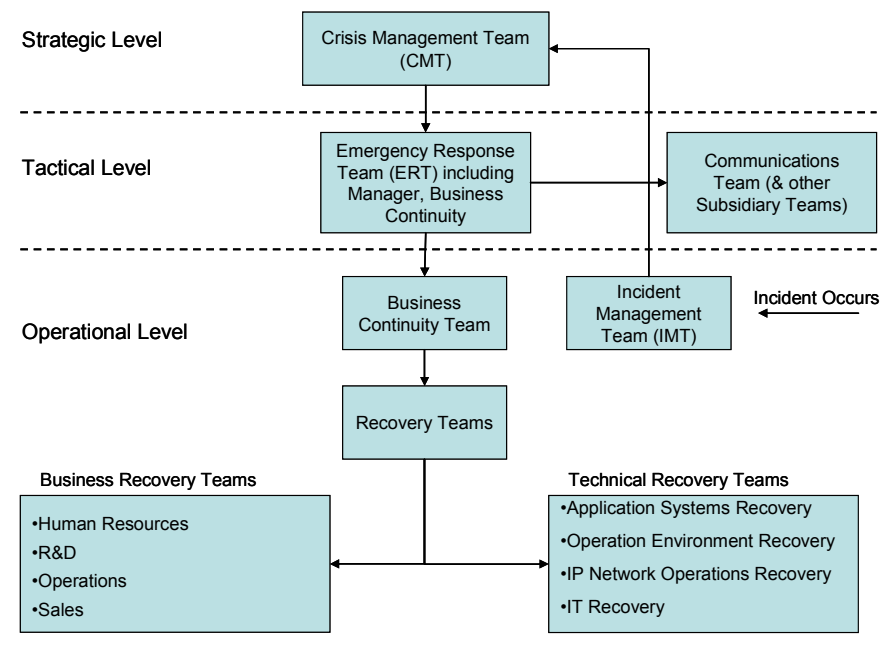 Strategic Level
Crisis Management Team
(CMT)
Tactical Level
Emergency Response
Team (ERT) including
Manager, Business
Continuity
Communications
Team (& other
Subsidiary Teams)
Operational Level
Business
Continuity Team
Incident
Management
Team (IMT)
Incident Occurs
Recovery Teams
Business Recovery Teams
•Human Resources
•R&D
•Operations
•Sales
Technical Recovery Teams
•Application Systems Recovery
•Operation Environment Recovery
•IP Network Operations Recovery
•IT Recovery